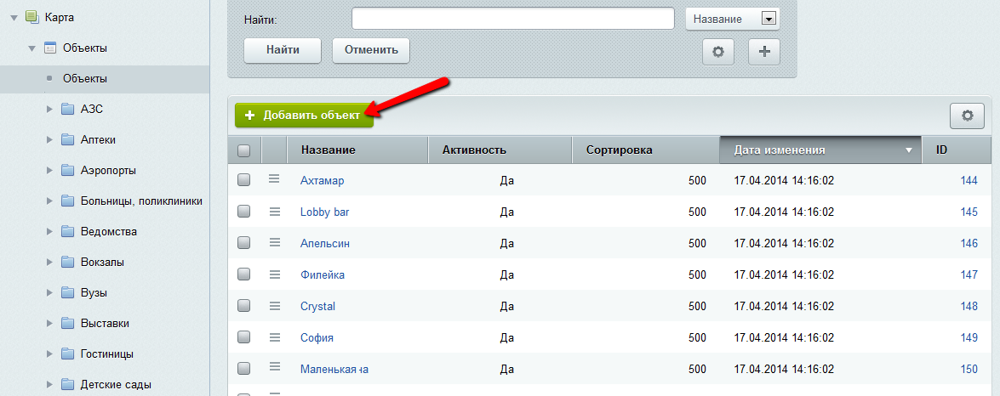 Карта
Объекты
Объекты
АЗС
Аптеки
Аэропорты
Больницы, поликлиники
Ведомства
Вокзалы
Вузы
Выставки
Гостиницы
Детские сады
Найти:
Название
Найти Отменить
Добавить объект
Название Активность Сортировка Дата изменения ID
Ахтамар Да 500 17.04.2014 14:16:02 144
Lobby bar Да 500 17.04.2014 14:16:02 145
Апельсин Да 500 17.04.2014 14:16:02 146
Филейка Да 500 17.04.2014 14:16:02 147
Crystal Да 500 17.04.2014 14:16:02 148
София Да 500 17.04.2014 14:16:02 149
Маленькая Да 500 17.04.2014 14:16:02 150